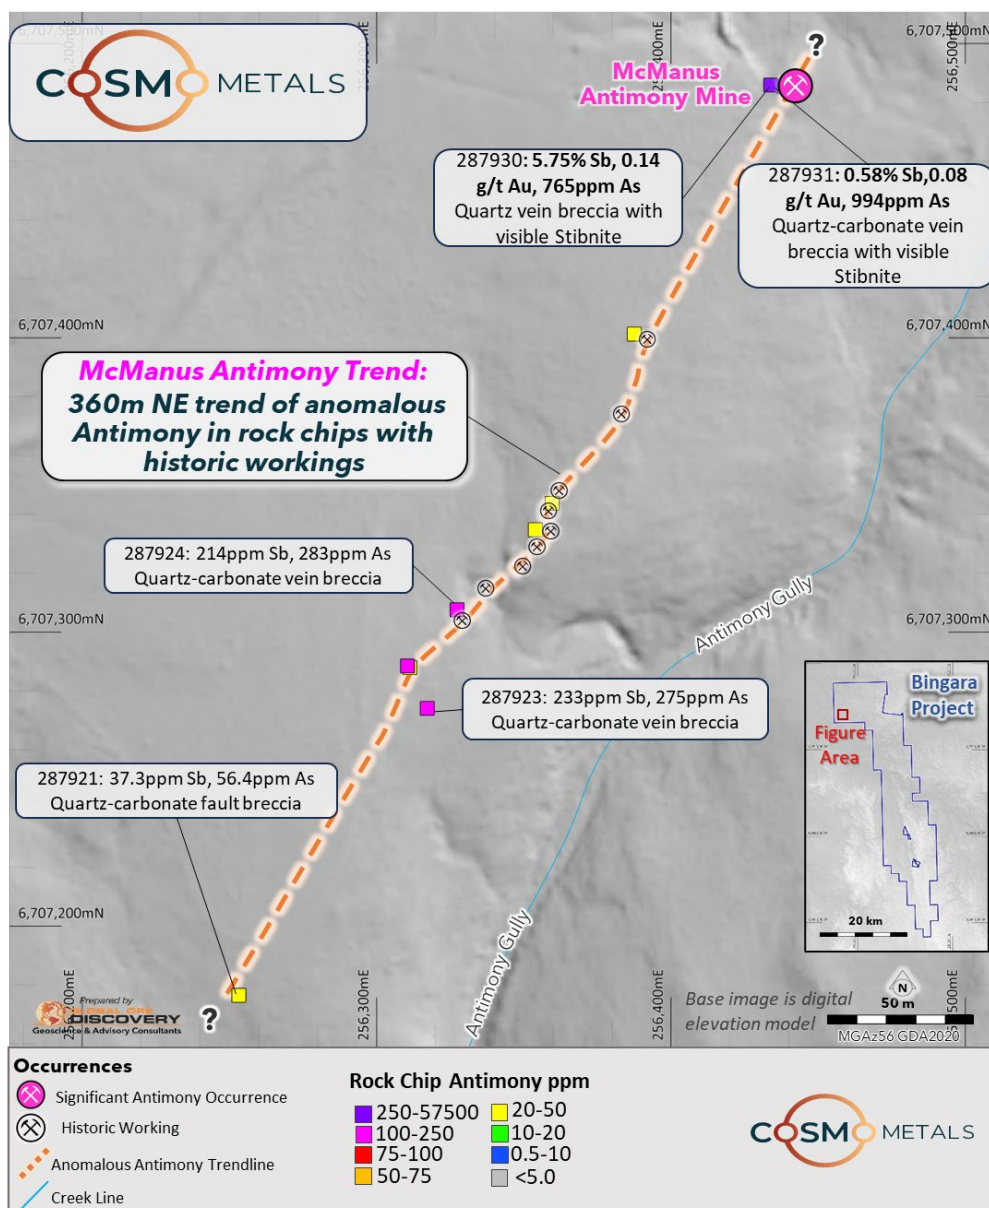 6,707,500mN
256,200mE
256,300mE
256,400mE
256,500mE
6,707,500mN
COSMO METALS
?
McManus
Antimony Mine
287930: 5.75% Sb, 0.14
g/t Au, 765ppm As
Quartz vein breccia with
visible Stibnite
287931: 0.58% Sb,0.08
g/t Au, 994ppm As
Quartz-carbonate vein
breccia with visible
Stibnite
6,707,400mN
6,707,400mN
McManus Antimony Trend:
360m NE trend of anomalous
Antimony in rock chips with
historic workings
287924: 214ppm Sb, 283ppm As
Quartz-carbonate vein breccia
Antimony Gully
6,707,300mN
6,707,300mN
287923: 233ppm Sb, 275ppm As
Quartz-carbonate vein breccia
Bingara
Project
Figure
Area
20 km
287921: 37.3ppm Sb, 56.4ppm As
Quartz-carbonate fault breccia
6,707,200mN
Antimony Gully
?
Prepared by
GLOBAL ORE
DISCOVERY
Geoscience & Advisory Consultants
256,300mE
256,400mE
Base image is digital
elevation model
N
50 m
MGAz56 GDA2020
Occurrences
Significant Antimony Occurrence
Historic Working
Anomalous Antimony Trendline
Creek Line
Rock Chip Antimony ppm
250-57500
100-250
75-100
50-75
20-50
10-20
0.5-10
<5.0
COSMO METALS